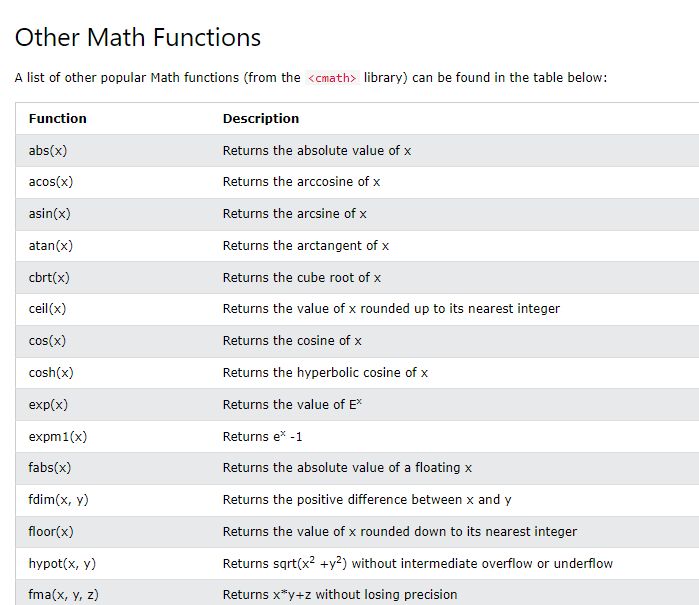 Other Math Functions
A list of other popular Math functions (from the <cmath> library) can be found in the table below:
Function Description
abs(x) Returns the absolute value of x
acos(x) Returns the arccosine of x
asin(x) Returns the arcsine of x
atan(x) Returns the arctangent of x
cbrt(x) Returns the cube root of x
ceil(x) Returns the value of x rounded up to its nearest integer
cos(x) Returns the cosine of x
cosh(x) Returns the hyperbolic cosine of x
exp(x) Returns the value of Eˣ
expm1(x) Returns eˣ -1
fabs(x) Returns the absolute value of a floating x
fdim(x, y) Returns the positive difference between x and y
floor(x) Returns the value of x rounded down to its nearest integer
hypot(x, y) Returns sqrt(x² +y²) without intermediate overflow or underflow
fma(x, y, z) Returns x*y+z without losing precision